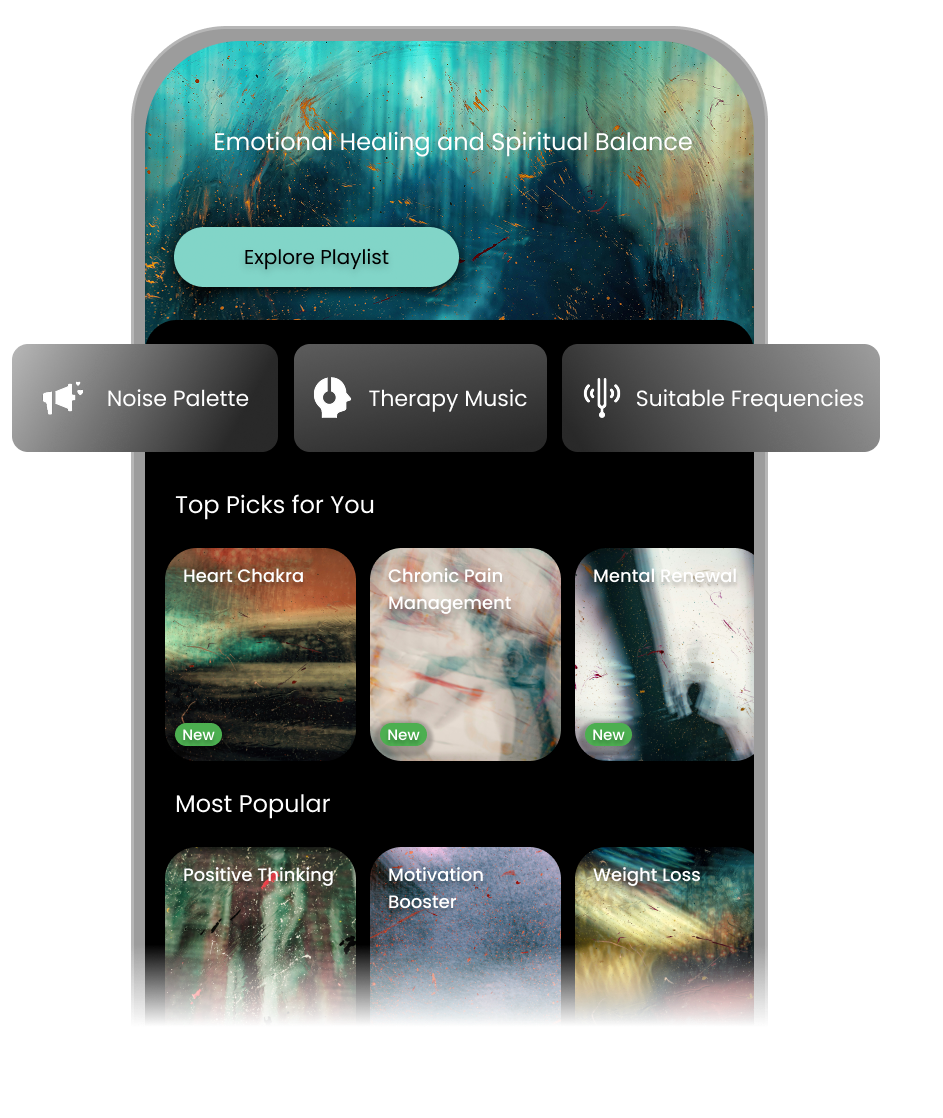 Emotional Healing and Spiritual Balance
Explore Playlist
Noise Palette
Therapy Music
Suitable Frequencies
Top Picks for You
Heart Chakra
New
Chronic Pain
Management
New
Mental Renewal
New
Most Popular
Positive Thinking
Motivation
Booster
Weight Loss